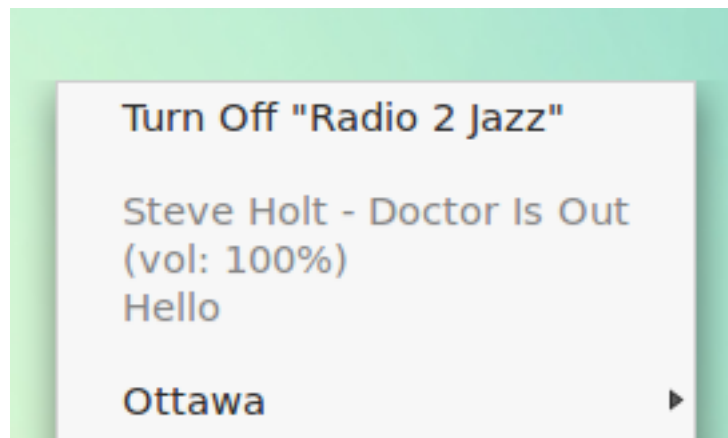 Turn Off "Radio 2 Jazz"
Steve Holt - Doctor Is Out
(vol: 100%)
Hello
Ottawa